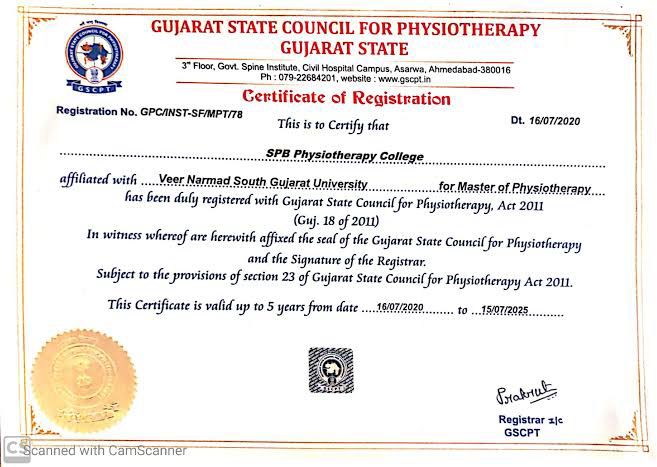 GUJARAT STATE COUNCIL FOR PHYSIOTHERAPY
GUJARAT STATE
3rd Floor, Govt. Spine Institute, Civil Hospital Campus, Asarwa, Ahmedabad-380016
Ph : 079-22684201, website : www.gscpt.in
GSCPT
Certificate of Registration
Registration No. GPC/INST-SF/MPT/78
Dt. 16/07/2020
This is to Certify that
SPB Physiotherapy College
affiliated with Veer Narmad South Gujarat University for Master of Physiotherapy
has been duly registered with Gujarat State Council for Physiotherapy, Act 2011
(Guj. 18 of 2011)
In witness whereof are herewith affixed the seal of the Gujarat State Council for Physiotherapy
and the Signature of the Registrar.
Subject to the provisions of section 23 of Gujarat State Council for Physiotherapy Act 2011.
This Certificate is valid up to 5 years from date 16/07/2020 to 15/07/2025
Registrar I/C
GSCPT
CS Scanned with CamScanner